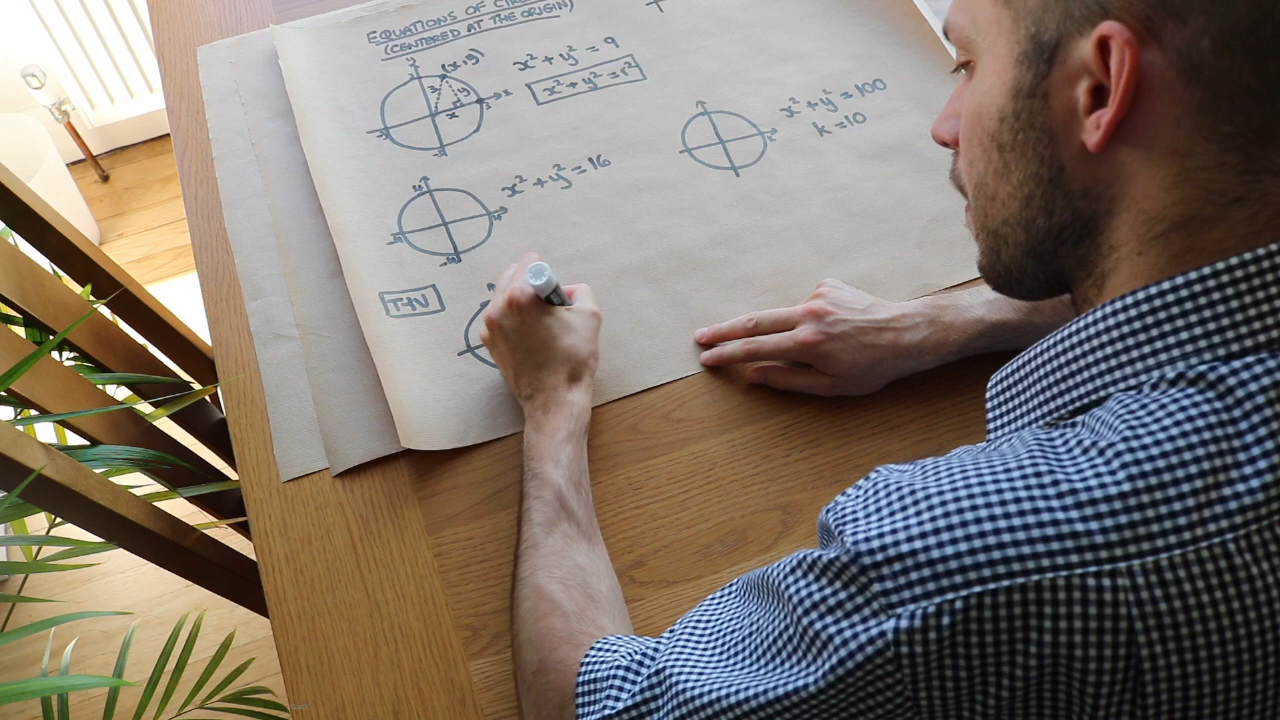 EQUATIONS OF
(CENTERED AT THE ORIGIN)
(x,y)
x² + y² = 9
x² + y² = r²
x² + y² = 16
x² + y² = 100
k = 10